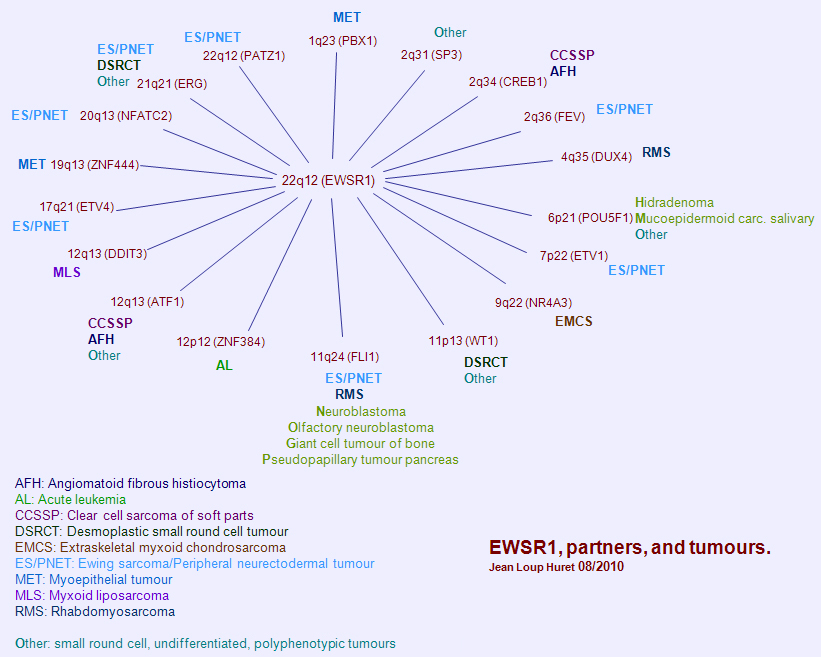 MET
1q23 (PBX1)
Other
2q31 (SP3)
CCSSP
AFH
2q34 (CREB1)
ES/PNET
2q36 (FEV)
RMS
4q35 (DUX4)
Hidradenoma
6p21 (POU5F1) Mucoepidermoid carc. salivary
Other
7p22 (ETV1)
ES/PNET
9q22 (NR4A3)
EMCS
11p13 (WT1)
DSRCT
Other
11q24 (FLI1)
ES/PNET
RMS
Neuroblastoma
Olfactory neuroblastoma
Giant cell tumour of bone
Pseudopapillary tumour pancreas
12p12 (ZNF384)
AL
12q13 (ATF1)
CCSSP
AFH
Other
12q13 (DDIT3)
MLS
17q21 (ETV4)
ES/PNET
MET 19q13 (ZNF444)
ES/PNET 20q13 (NFATC2)
ES/PNET
DSRCT
Other 21q21 (ERG)
ES/PNET
22q12 (PATZ1)
22q12 (EWSR1)
AFH: Angiomatoid fibrous histiocytoma
AL: Acute leukemia
CCSSP: Clear cell sarcoma of soft parts
DSRCT: Desmoplastic small round cell tumour
EMCS: Extraskeletal myxoid chondrosarcoma
ES/PNET: Ewing sarcoma/Peripheral neurectodermal tumour
MET: Myoepithelial tumour
MLS: Myxoid liposarcoma
RMS: Rhabdomyosarcoma
Other: small round cell, undifferentiated, polyphenotypic tumours
EWSR1, partners, and tumours.
Jean Loup Huret 08/2010